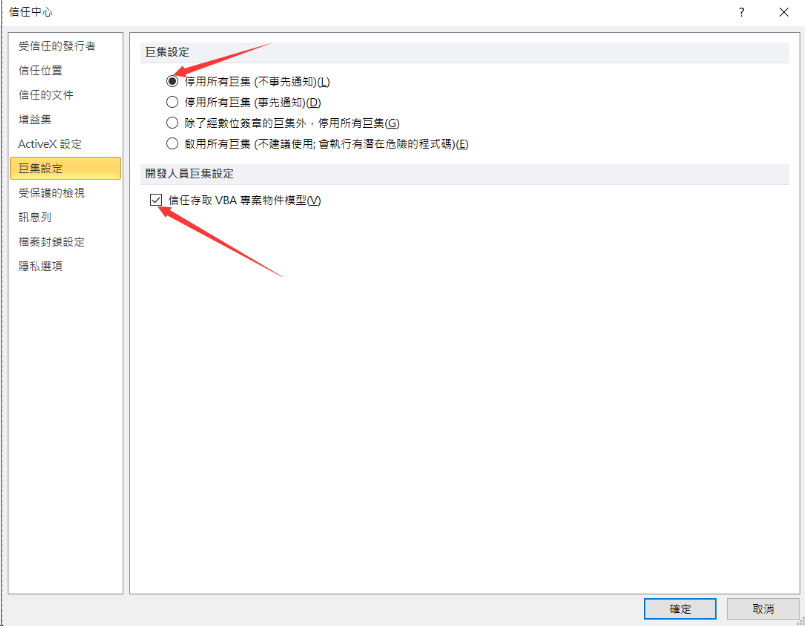 信任中心
?
受信任的發行者
信任位置
信任的文件
增益集
ActiveX 設定
巨集設定
受保護的檢視
訊息列
檔案封鎖設定
隱私選項
巨集設定
停用所有巨集 (不事先通知)(L)
停用所有巨集 (事先通知)(D)
除了經數位簽章的巨集外，停用所有巨集(G)
啟用所有巨集 (不建議使用; 會執行有潛在危險的程式碼)(E)
開發人員巨集設定
信任存取 VBA 專案物件模型(V)
確定
取消